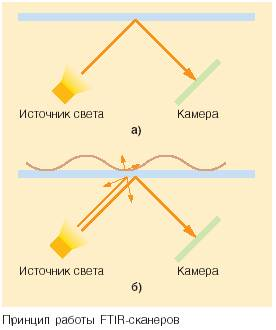 Источник света Камера
а)
Источник света Камера
б)
Принцип работы FTIR-сканеров